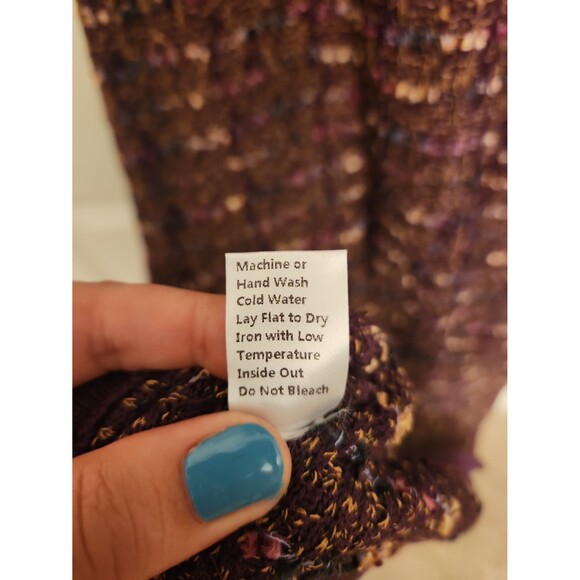 Machine or
Hand Wash
Cold Water
Lay Flat to Dry
Iron with Low
Temperature
Inside Out
Do Not Bleach